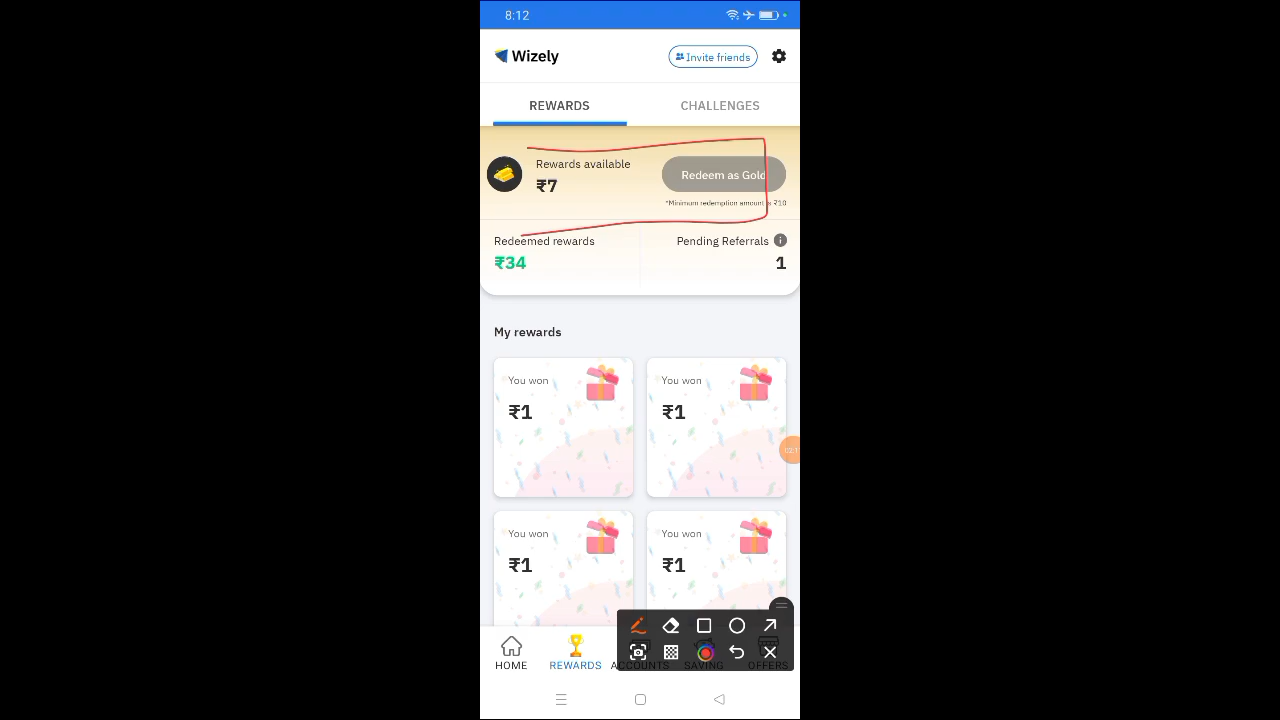 8:12
Wizely
Invite friends
REWARDS
CHALLENGES
Rewards available
₹7
Redeem as Gold
*Minimum redemption amount is ₹10
Redeemed rewards
₹34
Pending Referrals
1
My rewards
You won
₹1
You won
₹1
You won
₹1
You won
₹1
HOME
REWARDS
ACCOUNTS
SAVING
OFFERS